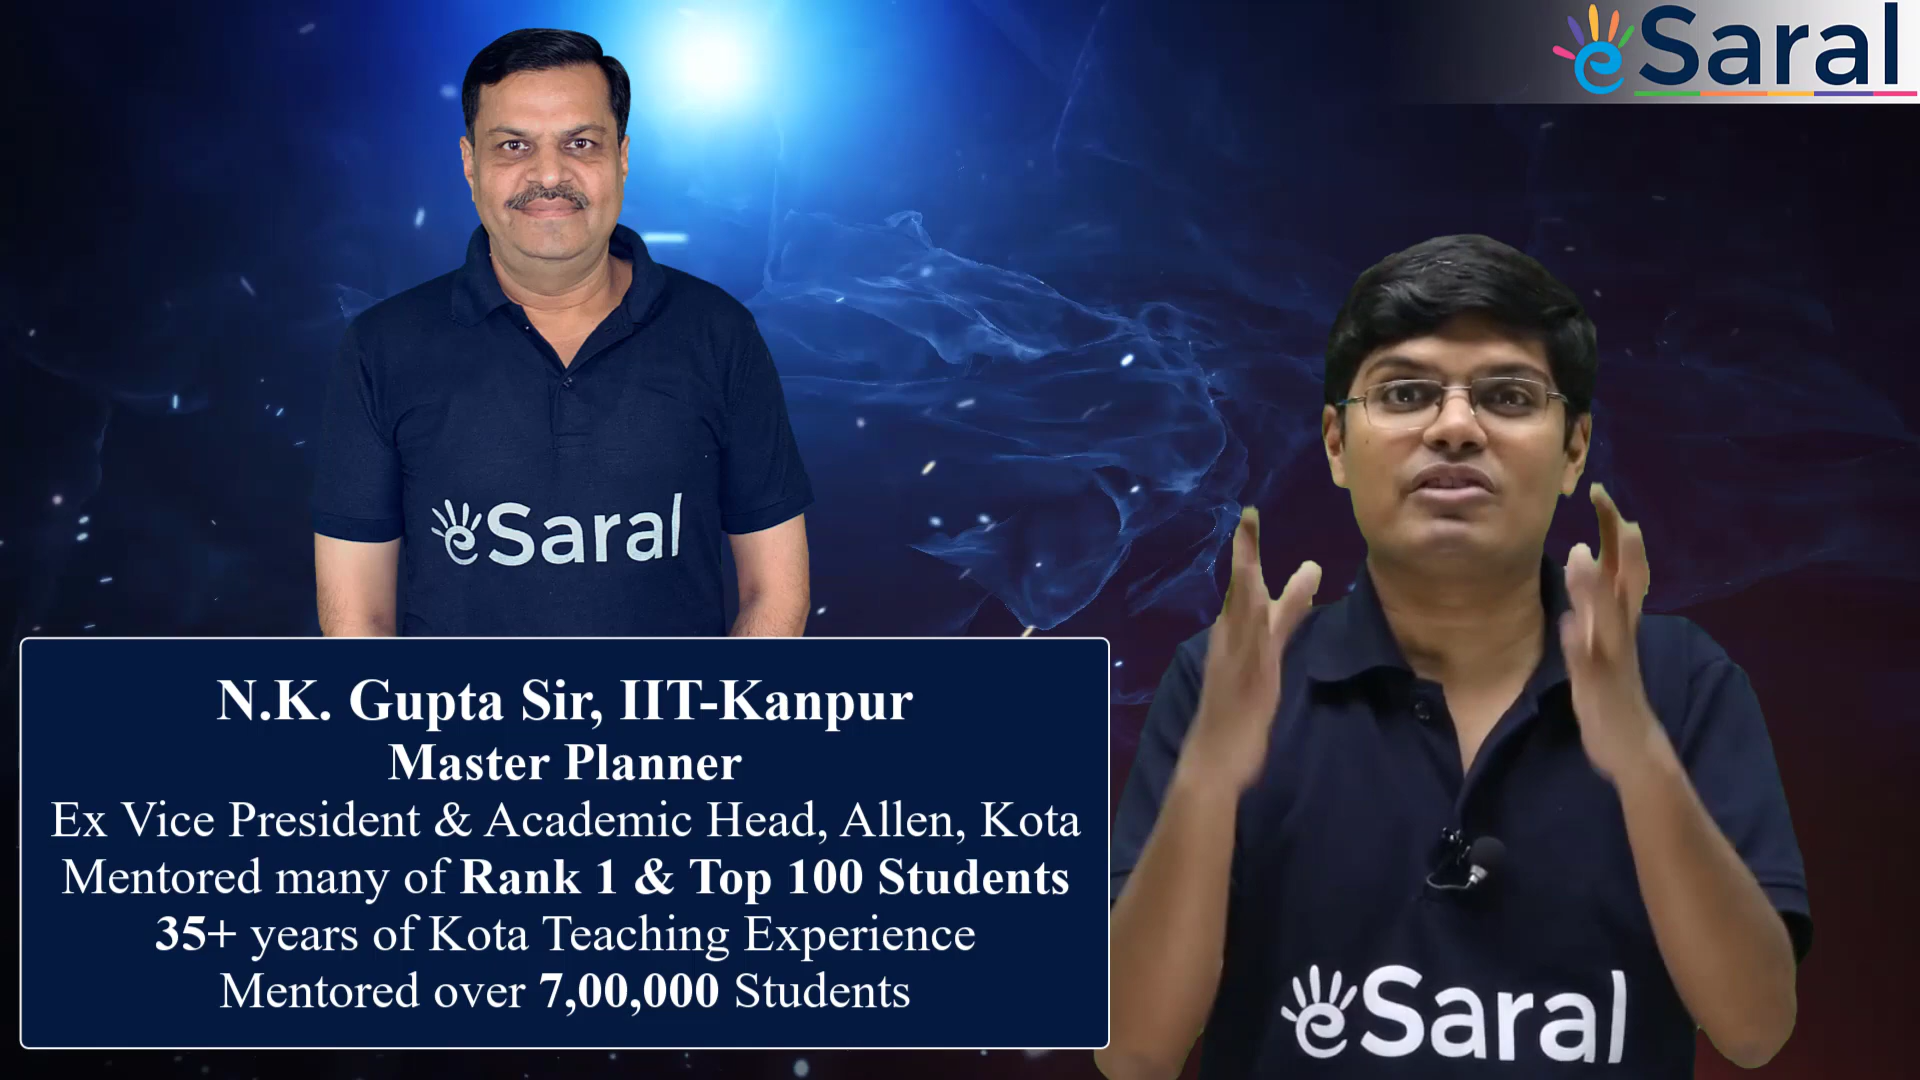 eSaral
eSaral
N.K. Gupta Sir, IIT-Kanpur
Master Planner
Ex Vice President & Academic Head, Allen, Kota
Mentored many of Rank 1 & Top 100 Students
35+ years of Kota Teaching Experience
Mentored over 7,00,000 Students
eSaral